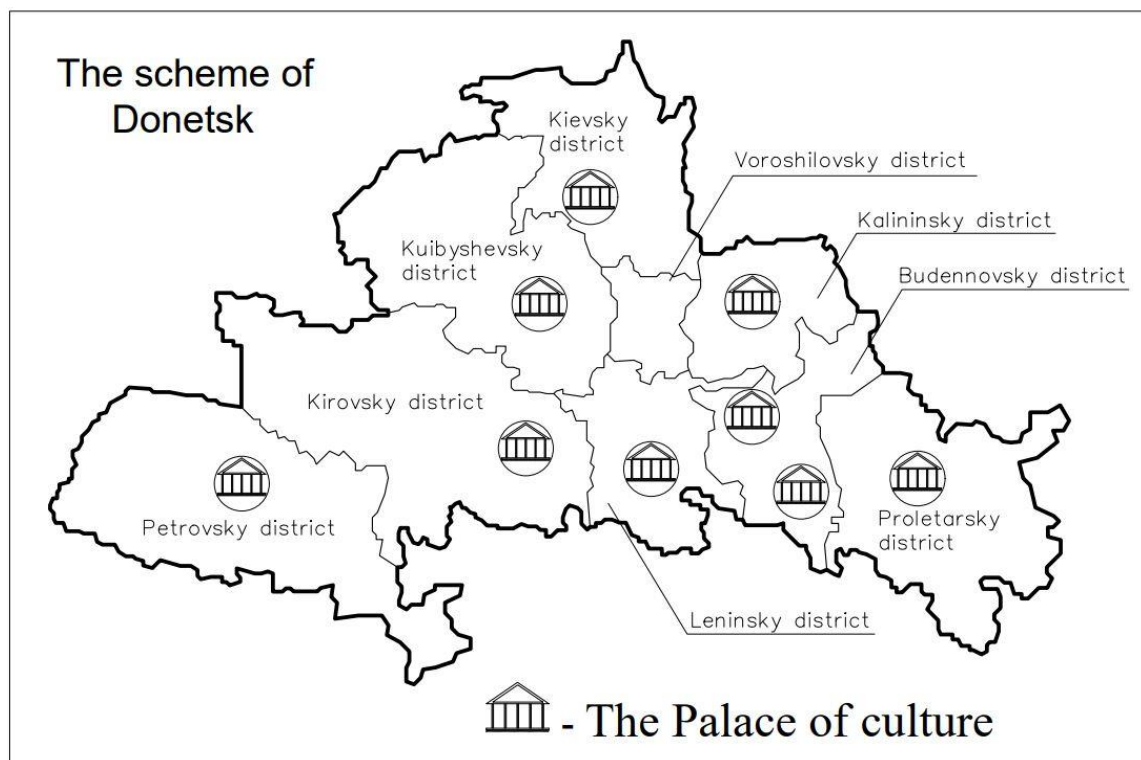 The scheme of
Donetsk
Kievsky
district
Voroshilovsky district
Kalininsky district
Kuibyshevsky
district
Budennovsky district
Kirovsky district
Petrovsky district
Proletarsky
district
Leninsky district
- The Palace of culture